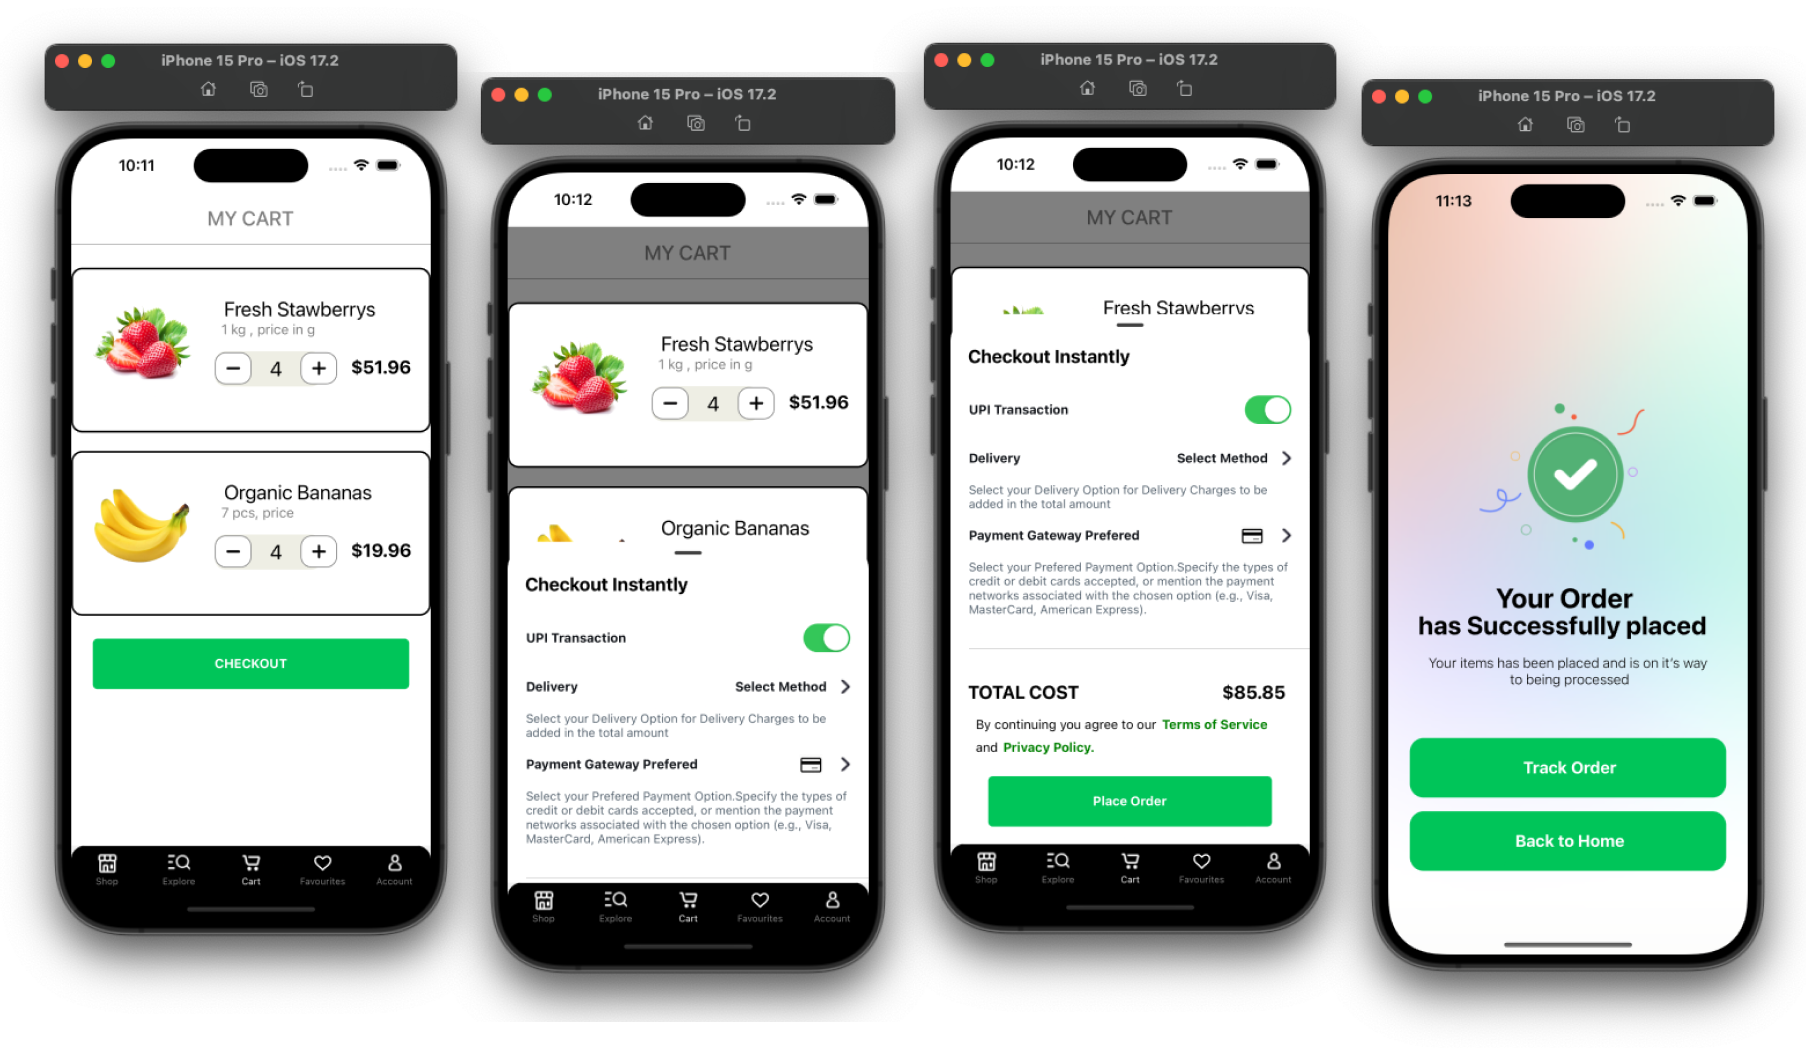 iPhone 15 Pro – iOS 17.2
10:11
MY CART
Fresh Stawberrys
1 kg , price in g
4
$51.96
Organic Bananas
7 pcs, price
4
$19.96
CHECKOUT
Shop Explore Cart Favourites Account
iPhone 15 Pro – iOS 17.2
10:12
MY CART
Fresh Stawberrys
1 kg , price in g
4
$51.96
Organic Bananas
Checkout Instantly
UPI Transaction
Delivery Select Method
Select your Delivery Option for Delivery Charges to be
added in the total amount
Payment Gateway Prefered
Select your Prefered Payment Option.Specify the types of
credit or debit cards accepted, or mention the payment
networks associated with the chosen option (e.g., Visa,
MasterCard, American Express).
Shop Explore Cart Favourites Account
iPhone 15 Pro – iOS 17.2
10:12
MY CART
Fresh Stawberrys
Checkout Instantly
UPI Transaction
Delivery Select Method
Select your Delivery Option for Delivery Charges to be
added in the total amount
Payment Gateway Prefered
Select your Prefered Payment Option.Specify the types of
credit or debit cards accepted, or mention the payment
networks associated with the chosen option (e.g., Visa,
MasterCard, American Express).
TOTAL COST $85.85
By continuing you agree to our Terms of Service
and Privacy Policy.
Place Order
Shop Explore Cart Favourites Account
iPhone 15 Pro – iOS 17.2
11:13
Your Order
has Successfully placed
Your items has been placed and is on it's way
to being processed
Track Order
Back to Home